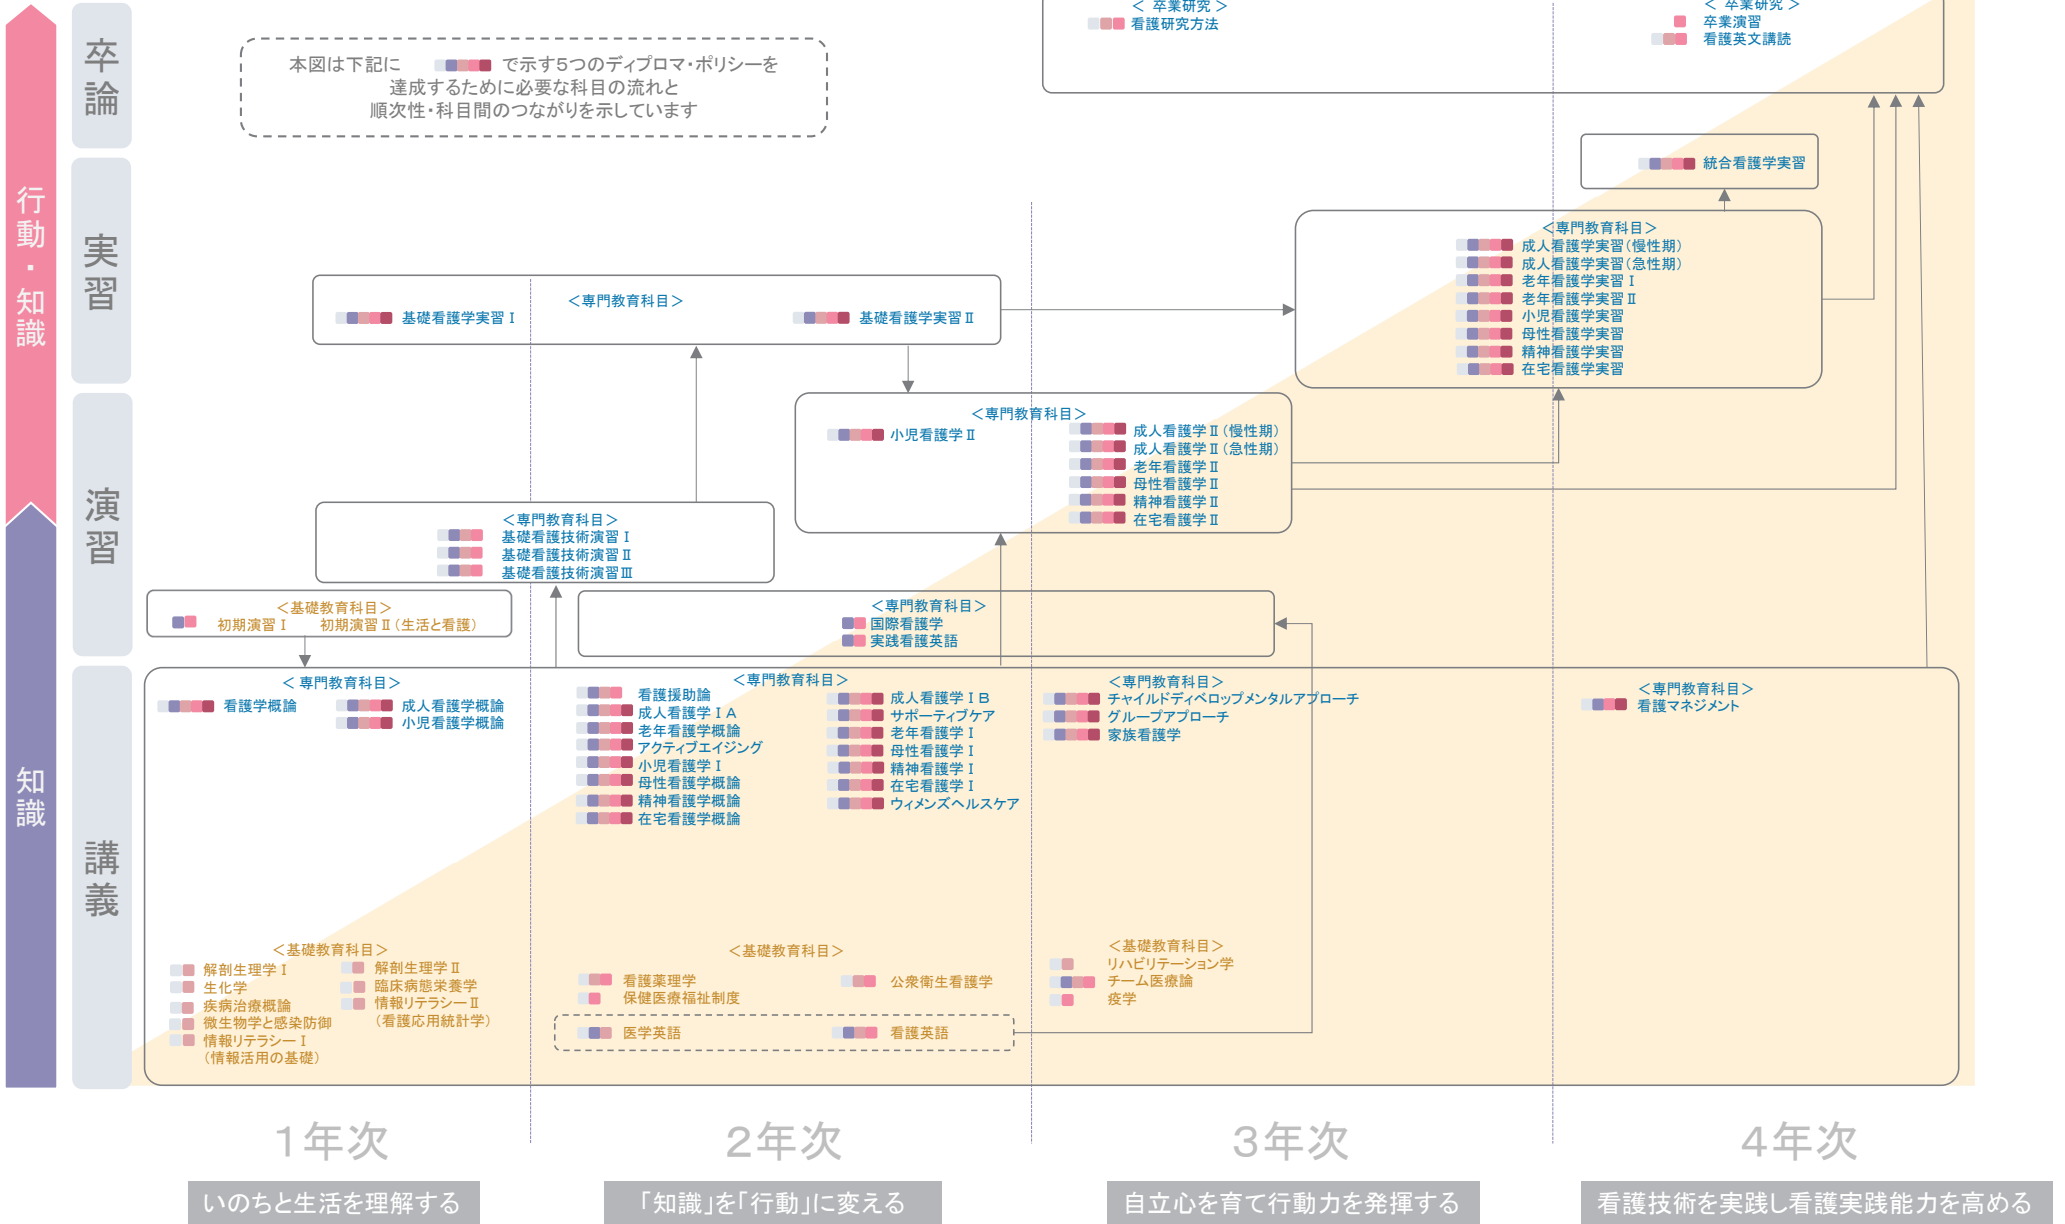 行動・知識
知識
卒論
実習
演習
講義
本図は下記に で示す5つのディプロマ・ポリシーを
達成するために必要な科目の流れと
順次性・科目間のつながりを示しています
＜ 卒業研究 ＞
看護研究方法
＜ 卒業研究 ＞
卒業演習
看護英文講読
統合看護学実習
＜専門教育科目＞
成人看護学実習（慢性期）
成人看護学実習（急性期）
老年看護学実習Ⅰ
老年看護学実習Ⅱ
小児看護学実習
母性看護学実習
精神看護学実習
在宅看護学実習
＜専門教育科目＞
基礎看護学実習Ⅰ
基礎看護学実習Ⅱ
＜専門教育科目＞
小児看護学Ⅱ
成人看護学Ⅱ（慢性期）
成人看護学Ⅱ（急性期）
老年看護学Ⅱ
母性看護学Ⅱ
精神看護学Ⅱ
在宅看護学Ⅱ
＜専門教育科目＞
基礎看護技術演習Ⅰ
基礎看護技術演習Ⅱ
基礎看護技術演習Ⅲ
＜基礎教育科目＞
初期演習Ⅰ 初期演習Ⅱ（生活と看護）
＜専門教育科目＞
国際看護学
実践看護英語
＜専門教育科目＞
看護学概論
成人看護学概論
小児看護学概論
＜専門教育科目＞
看護援助論
成人看護学ⅠA
老年看護学概論
アクティブエイジング
小児看護学Ⅰ
母性看護学概論
精神看護学概論
在宅看護学概論
成人看護学ⅠB
サポーティブケア
老年看護学Ⅰ
母性看護学Ⅰ
精神看護学Ⅰ
在宅看護学Ⅰ
ウィメンズヘルスケア
＜専門教育科目＞
チャイルドディベロップメンタルアプローチ
グループアプローチ
家族看護学
＜専門教育科目＞
看護マネジメント
＜基礎教育科目＞
解剖生理学Ⅰ
生化学
疾病治療概論
微生物学と感染防御
情報リテラシーⅠ
（情報活用の基礎）
解剖生理学Ⅱ
臨床病態栄養学
情報リテラシーⅡ
（看護応用統計学）
＜基礎教育科目＞
看護薬理学
保健医療福祉制度
公衆衛生看護学
医学英語
看護英語
＜基礎教育科目＞
リハビリテーション学
チーム医療論
疫学
1年次
2年次
3年次
4年次
いのちと生活を理解する
「知識」を「行動」に変える
自立心を育て行動力を発揮する
看護技術を実践し看護実践能力を高める